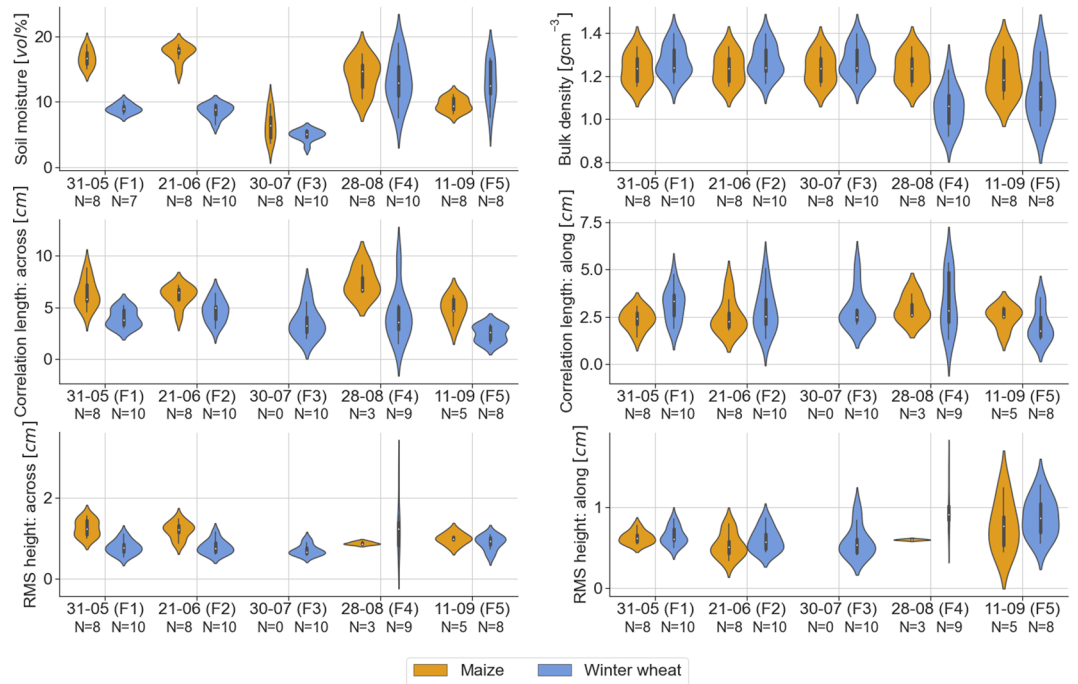 Soil moisture [vol%]
20
10
0
31-05 (F1) 21-06 (F2) 30-07 (F3) 28-08 (F4) 11-09 (F5)
N=8 N=7 N=8 N=10 N=8 N=10 N=8 N=10 N=8 N=8
Bulk density [gcm⁻³]
1.4
1.2
1.0
0.8
31-05 (F1) 21-06 (F2) 30-07 (F3) 28-08 (F4) 11-09 (F5)
N=8 N=10 N=8 N=10 N=8 N=10 N=8 N=10 N=8 N=8
Correlation length: across [cm]
10
5
0
31-05 (F1) 21-06 (F2) 30-07 (F3) 28-08 (F4) 11-09 (F5)
N=8 N=10 N=8 N=10 N=0 N=10 N=3 N=9 N=5 N=8
Correlation length: along [cm]
7.5
5.0
2.5
0.0
31-05 (F1) 21-06 (F2) 30-07 (F3) 28-08 (F4) 11-09 (F5)
N=8 N=10 N=8 N=10 N=0 N=10 N=3 N=9 N=5 N=8
RMS height: across [cm]
2
0
31-05 (F1) 21-06 (F2) 30-07 (F3) 28-08 (F4) 11-09 (F5)
N=8 N=10 N=8 N=10 N=0 N=10 N=3 N=9 N=5 N=8
RMS height: along [cm]
1
0
31-05 (F1) 21-06 (F2) 30-07 (F3) 28-08 (F4) 11-09 (F5)
N=8 N=10 N=8 N=10 N=0 N=10 N=3 N=9 N=5 N=8
Maize Winter wheat